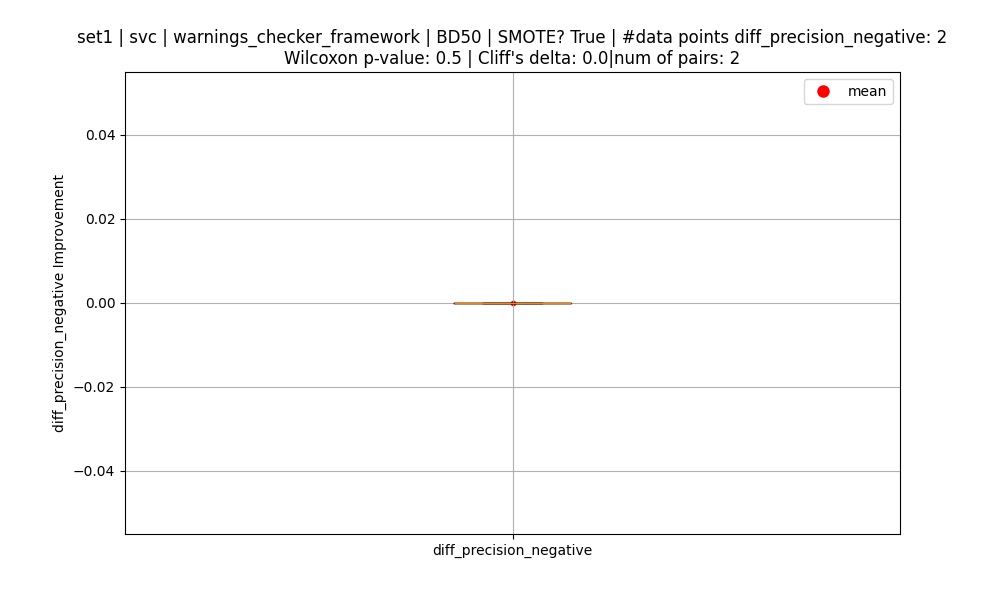 set1 | svc | warnings_checker_framework | BD50 | SMOTE? True | #data points diff_precision_negative: 2
Wilcoxon p-value: 0.5 | Cliff's delta: 0.0|num of pairs: 2
mean
0.04
0.02
0.00
−0.02
−0.04
diff_precision_negative Improvement
diff_precision_negative